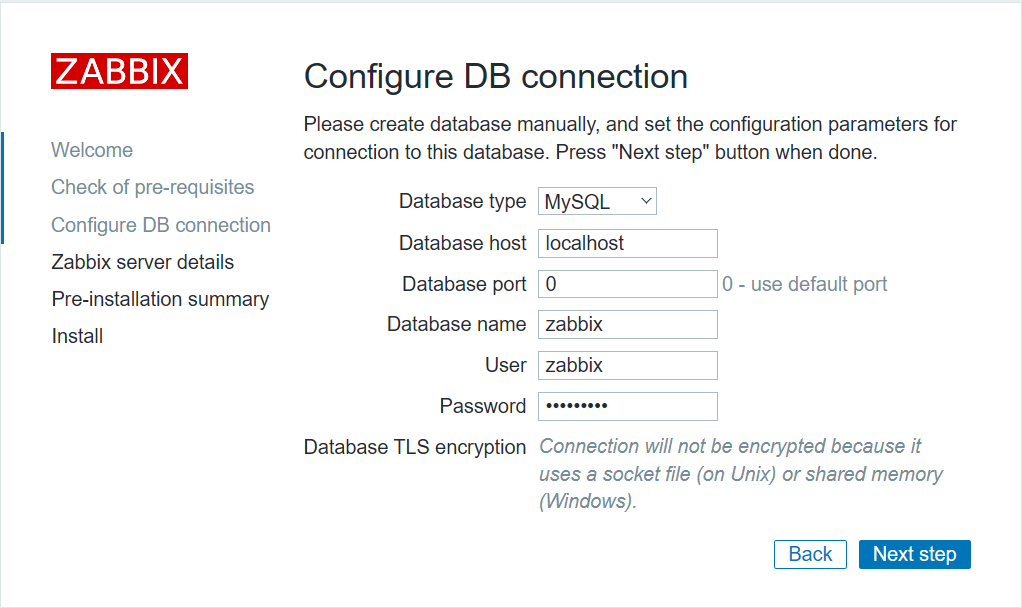 ZABBIX
Welcome
Check of pre-requisites
Configure DB connection
Zabbix server details
Pre-installation summary
Install
Configure DB connection
Please create database manually, and set the configuration parameters for
connection to this database. Press "Next step" button when done.
Database type MySQL
Database host localhost
Database port 0 0 - use default port
Database name zabbix
User zabbix
Password •••••••••
Database TLS encryption Connection will not be encrypted because it
uses a socket file (on Unix) or shared memory
(Windows).
Back Next step